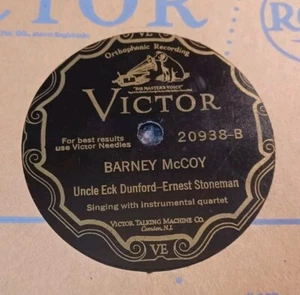 CTOR
Orthophonic Recording
"HIS MASTER'S VOICE"
VICTOR
For best results
use Victor Needles
20938-B
BARNEY McCOY
Uncle Eck Dunford-Ernest Stoneman
Singing with instrumental quartet
VICTOR TALKING MACHINE CO.
Camden, N.J.
VE